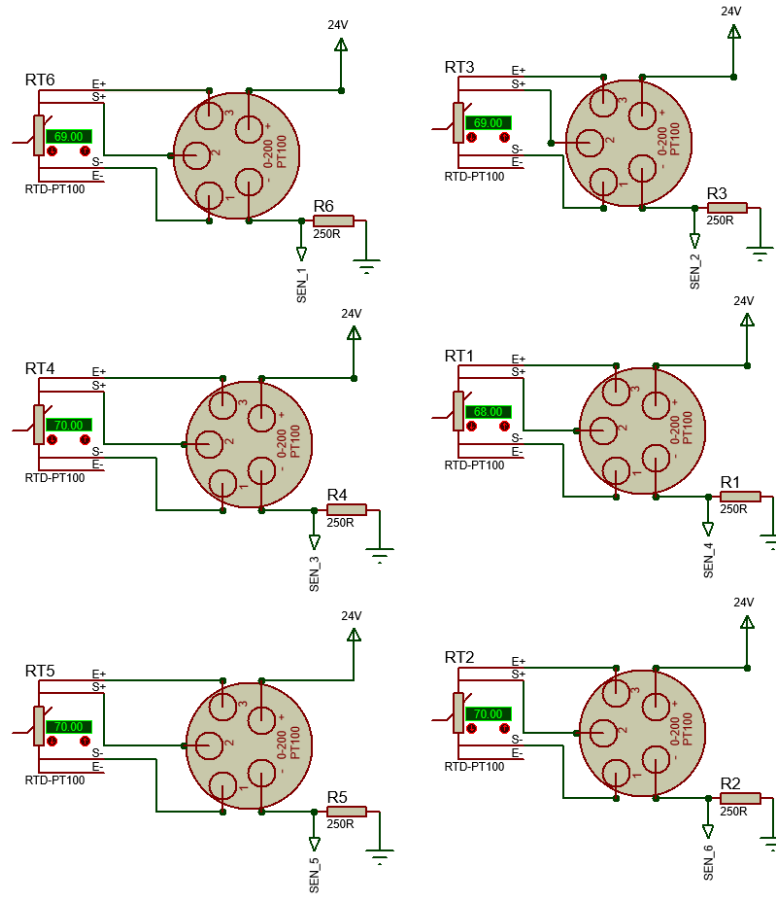 24V
RT6
E+
S+
69.00
S-
E-
RTD-PT100
3
2
1
+
-
0-200
PT100
R6
250R
SEN_1
24V
RT3
E+
S+
69.00
S-
E-
RTD-PT100
3
2
1
+
-
0-200
PT100
R3
250R
SEN_2
24V
RT4
E+
S+
70.00
S-
E-
RTD-PT100
3
2
1
+
-
0-200
PT100
R4
250R
SEN_3
24V
RT1
E+
S+
68.00
S-
E-
RTD-PT100
3
2
1
+
-
0-200
PT100
R1
250R
SEN_4
24V
RT5
E+
S+
70.00
S-
E-
RTD-PT100
3
2
1
+
-
0-200
PT100
R5
250R
SEN_5
24V
RT2
E+
S+
70.00
S-
E-
RTD-PT100
3
2
1
+
-
0-200
PT100
R2
250R
SEN_6